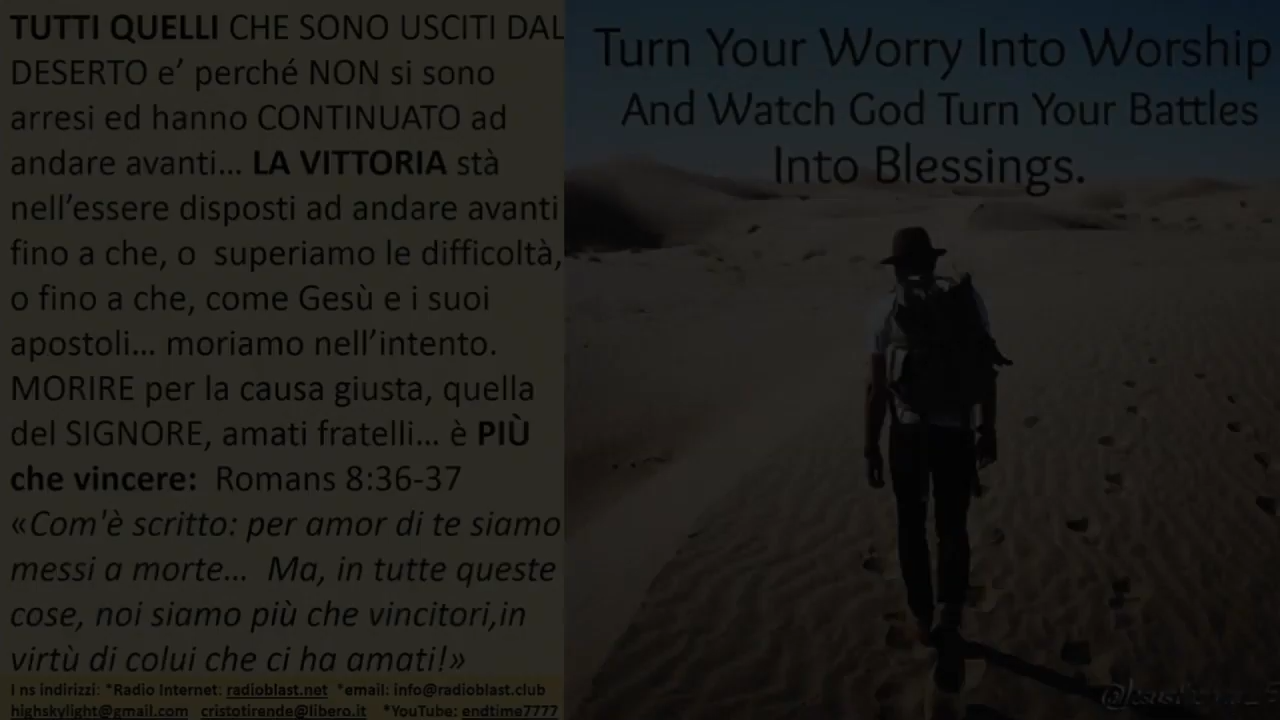 TUTTI QUELLI CHE SONO USCITI DAL
DESERTO e’ perché NON si sono
arresi ed hanno CONTINUATO ad
andare avanti… LA VITTORIA stà
nell’essere disposti ad andare avanti
fino a che, o superiamo le difficoltà,
o fino a che, come Gesù e i suoi
apostoli… moriamo nell’intento.
MORIRE per la causa giusta, quella
del SIGNORE, amati fratelli… è PIÙ
che vincere: Romans 8:36-37
«Com'è scritto: per amor di te siamo
messi a morte… Ma, in tutte queste
cose, noi siamo più che vincitori,in
virtù di colui che ci ha amati!»
I ns indirizzi: *Radio Internet: radioblast.net *email: info@radioblast.club
highskylight@gmail.com cristotirende@libero.it *YouTube: endtime7777
Turn Your Worry Into Worship
And Watch God Turn Your Battles
Into Blessings.